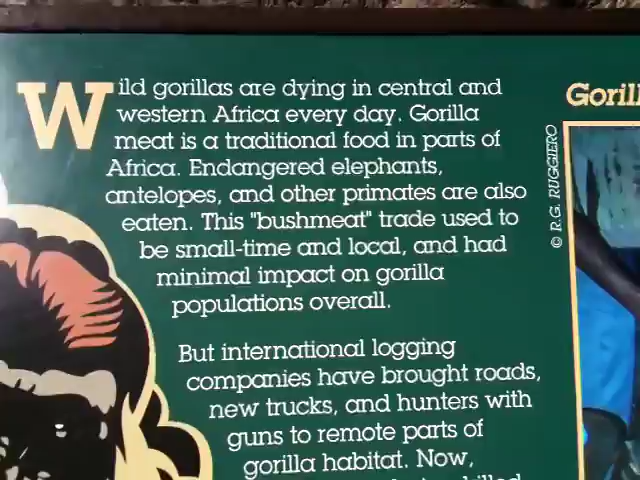 Wild gorillas are dying in central and
western Africa every day. Gorilla
meat is a traditional food in parts of
Africa. Endangered elephants,
antelopes, and other primates are also
eaten. This "bushmeat" trade used to
be small-time and local, and had
minimal impact on gorilla
populations overall.
But international logging
companies have brought roads,
new trucks, and hunters with
guns to remote parts of
gorilla habitat. Now,
Gorill
© R.G. RUGGIERO